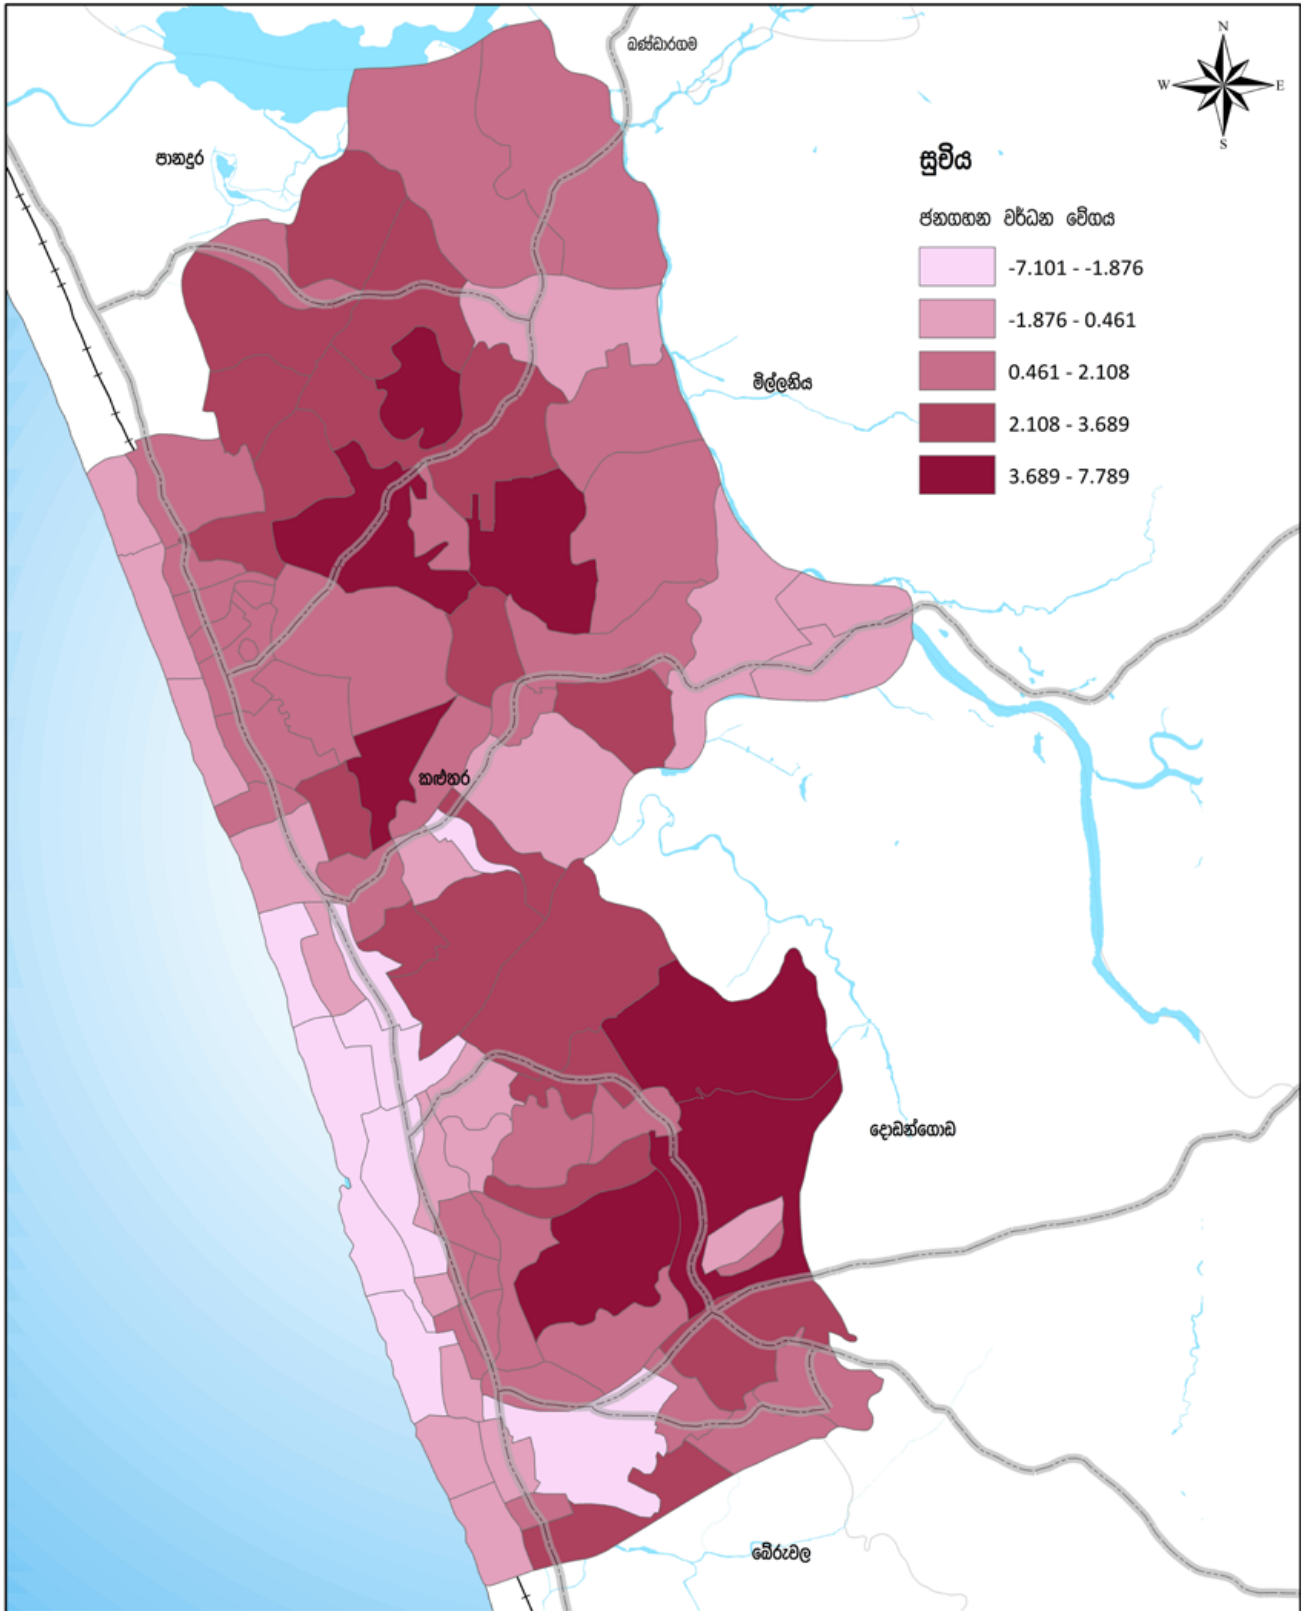 බණ්ඩාරගම
N
W E
S
පානදුර
සූචිය
ජනගහන වර්ධන වේගය
-7.101 - -1.876
-1.876 - 0.461
0.461 - 2.108
2.108 - 3.689
3.689 - 7.789
මිල්ලනිය
කළුතර
දොඩන්ගොඩ
බේරුවල